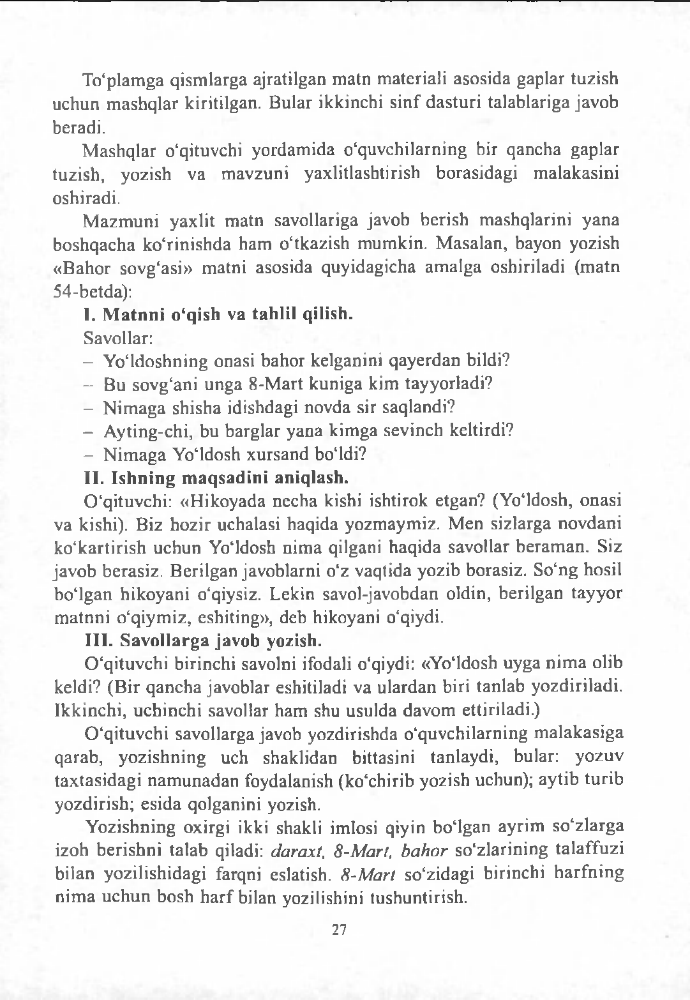 To‘plamga qismlarga ajratilgan matn materiali asosida gaplar tuzish
uchun mashqlar kiritilgan. Bular ikkinchi sinf dasturi talablariga javob
beradi.
Mashqlar o‘qituvchi yordamida o‘quvchilarning bir qancha gaplar
tuzish, yozish va mavzuni yaxlitlashtirish borasidagi malakasini
oshiradi.
Mazmuni yaxlit matn savollariga javob berish mashqlarini yana
boshqacha ko‘rinishda ham o‘tkazish mumkin. Masalan, bayon yozish
«Bahor sovg‘asi» matni asosida quyidagicha amalga oshiriladi (matn
54-betda):
I. Matnni o‘qish va tahlil qilish.
Savollar:
– Yo‘ldoshning onasi bahor kelganini qayerdan bildi?
– Bu sovg‘ani unga 8-Mart kuniga kim tayyorladi?
– Nimaga shisha idishdagi novda sir saqlandi?
– Ayting-chi, bu barglar yana kimga sevinch keltirdi?
– Nimaga Yo‘ldosh xursand bo‘ldi?
II. Ishning maqsadini aniqlash.
O‘qituvchi: «Hikoyada necha kishi ishtirok etgan? (Yo‘ldosh, onasi
va kishi). Biz hozir uchalasi haqida yozmaymiz. Men sizlarga novdani
ko‘kartirish uchun Yo‘ldosh nima qilgani haqida savollar beraman. Siz
javob berasiz. Berilgan javoblarni o‘z vaqtida yozib borasiz. So‘ng hosil
bo‘lgan hikoyani o‘qiysiz. Lekin savol-javobdan oldin, berilgan tayyor
matnni o‘qiymiz, eshiting», deb hikoyani o‘qiydi.
III. Savollarga javob yozish.
O‘qituvchi birinchi savolni ifodali o‘qiydi: «Yo‘ldosh uyga nima olib
keldi? (Bir qancha javoblar eshitiladi va ulardan biri tanlab yozdiriladi.
Ikkinchi, uchinchi savollar ham shu usulda davom ettiriladi.)
O‘qituvchi savollarga javob yozdirishda o‘quvchilarning malakasiga
qarab, yozishning uch shaklidan bittasini tanlaydi, bular: yozuv
taxtasidagi namunadan foydalanish (ko‘chirib yozish uchun); aytib turib
yozdirish; esida qolganini yozish.
Yozishning oxirgi ikki shakli imlosi qiyin bo‘lgan ayrim so‘zlarga
izoh berishni talab qiladi: daraxt, 8-Mart, bahor so‘zlarining talaffuzi
bilan yozilishidagi farqni eslatish. 8-Mart so‘zidagi birinchi harfning
nima uchun bosh harf bilan yozilishini tushuntirish.
27